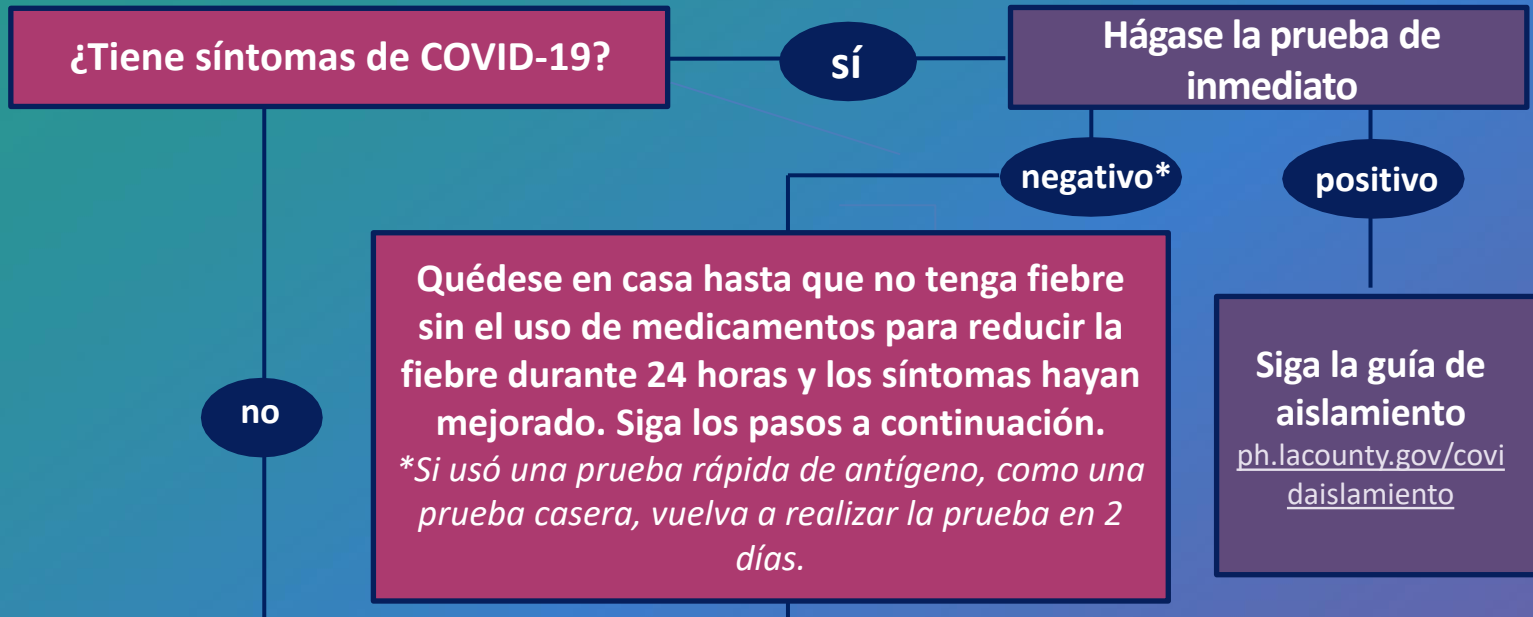 ¿Tiene síntomas de COVID-19?
sí
Hágase la prueba de
inmediato
negativo*
positivo
Quédese en casa hasta que no tenga fiebre
sin el uso de medicamentos para reducir la
fiebre durante 24 horas y los síntomas hayan
mejorado. Siga los pasos a continuación.
*Si usó una prueba rápida de antígeno, como una
prueba casera, vuelva a realizar la prueba en 2
días.
Siga la guía de
aislamiento
ph.lacounty.gov/covi
daislamiento
no